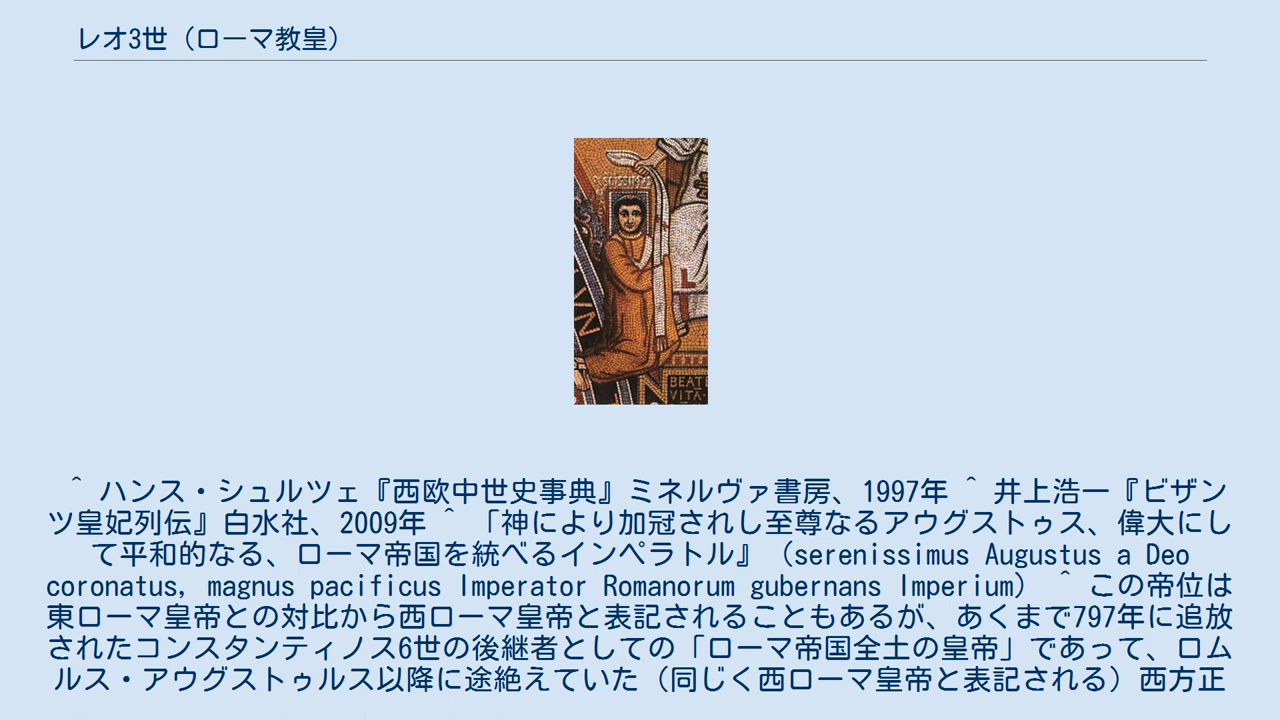 レオ3世（ローマ教皇）
L
BEATE
VITA
＾ ハンス・シュルツェ『西欧中世史事典』ミネルヴァ書房、1997年 ＾ 井上浩一『ビザン
ツ皇妃列伝』白水社、2009年 ＾ 「神により加冠されし至尊なるアウグストゥス、偉大にし
て平和的なる、ローマ帝国を統べるインペラトル』（serenissimus Augustus a Deo
coronatus, magnus pacificus Imperator Romanorum gubernans Imperium） ＾ この帝位は
東ローマ皇帝との対比から西ローマ皇帝と表記されることもあるが、あくまで797年に追放
されたコンスタンティノス6世の後継者としての「ローマ帝国全土の皇帝」であって、ロム
ルス・アウグストゥルス以降に途絶えていた（同じく西ローマ皇帝と表記される）西方正